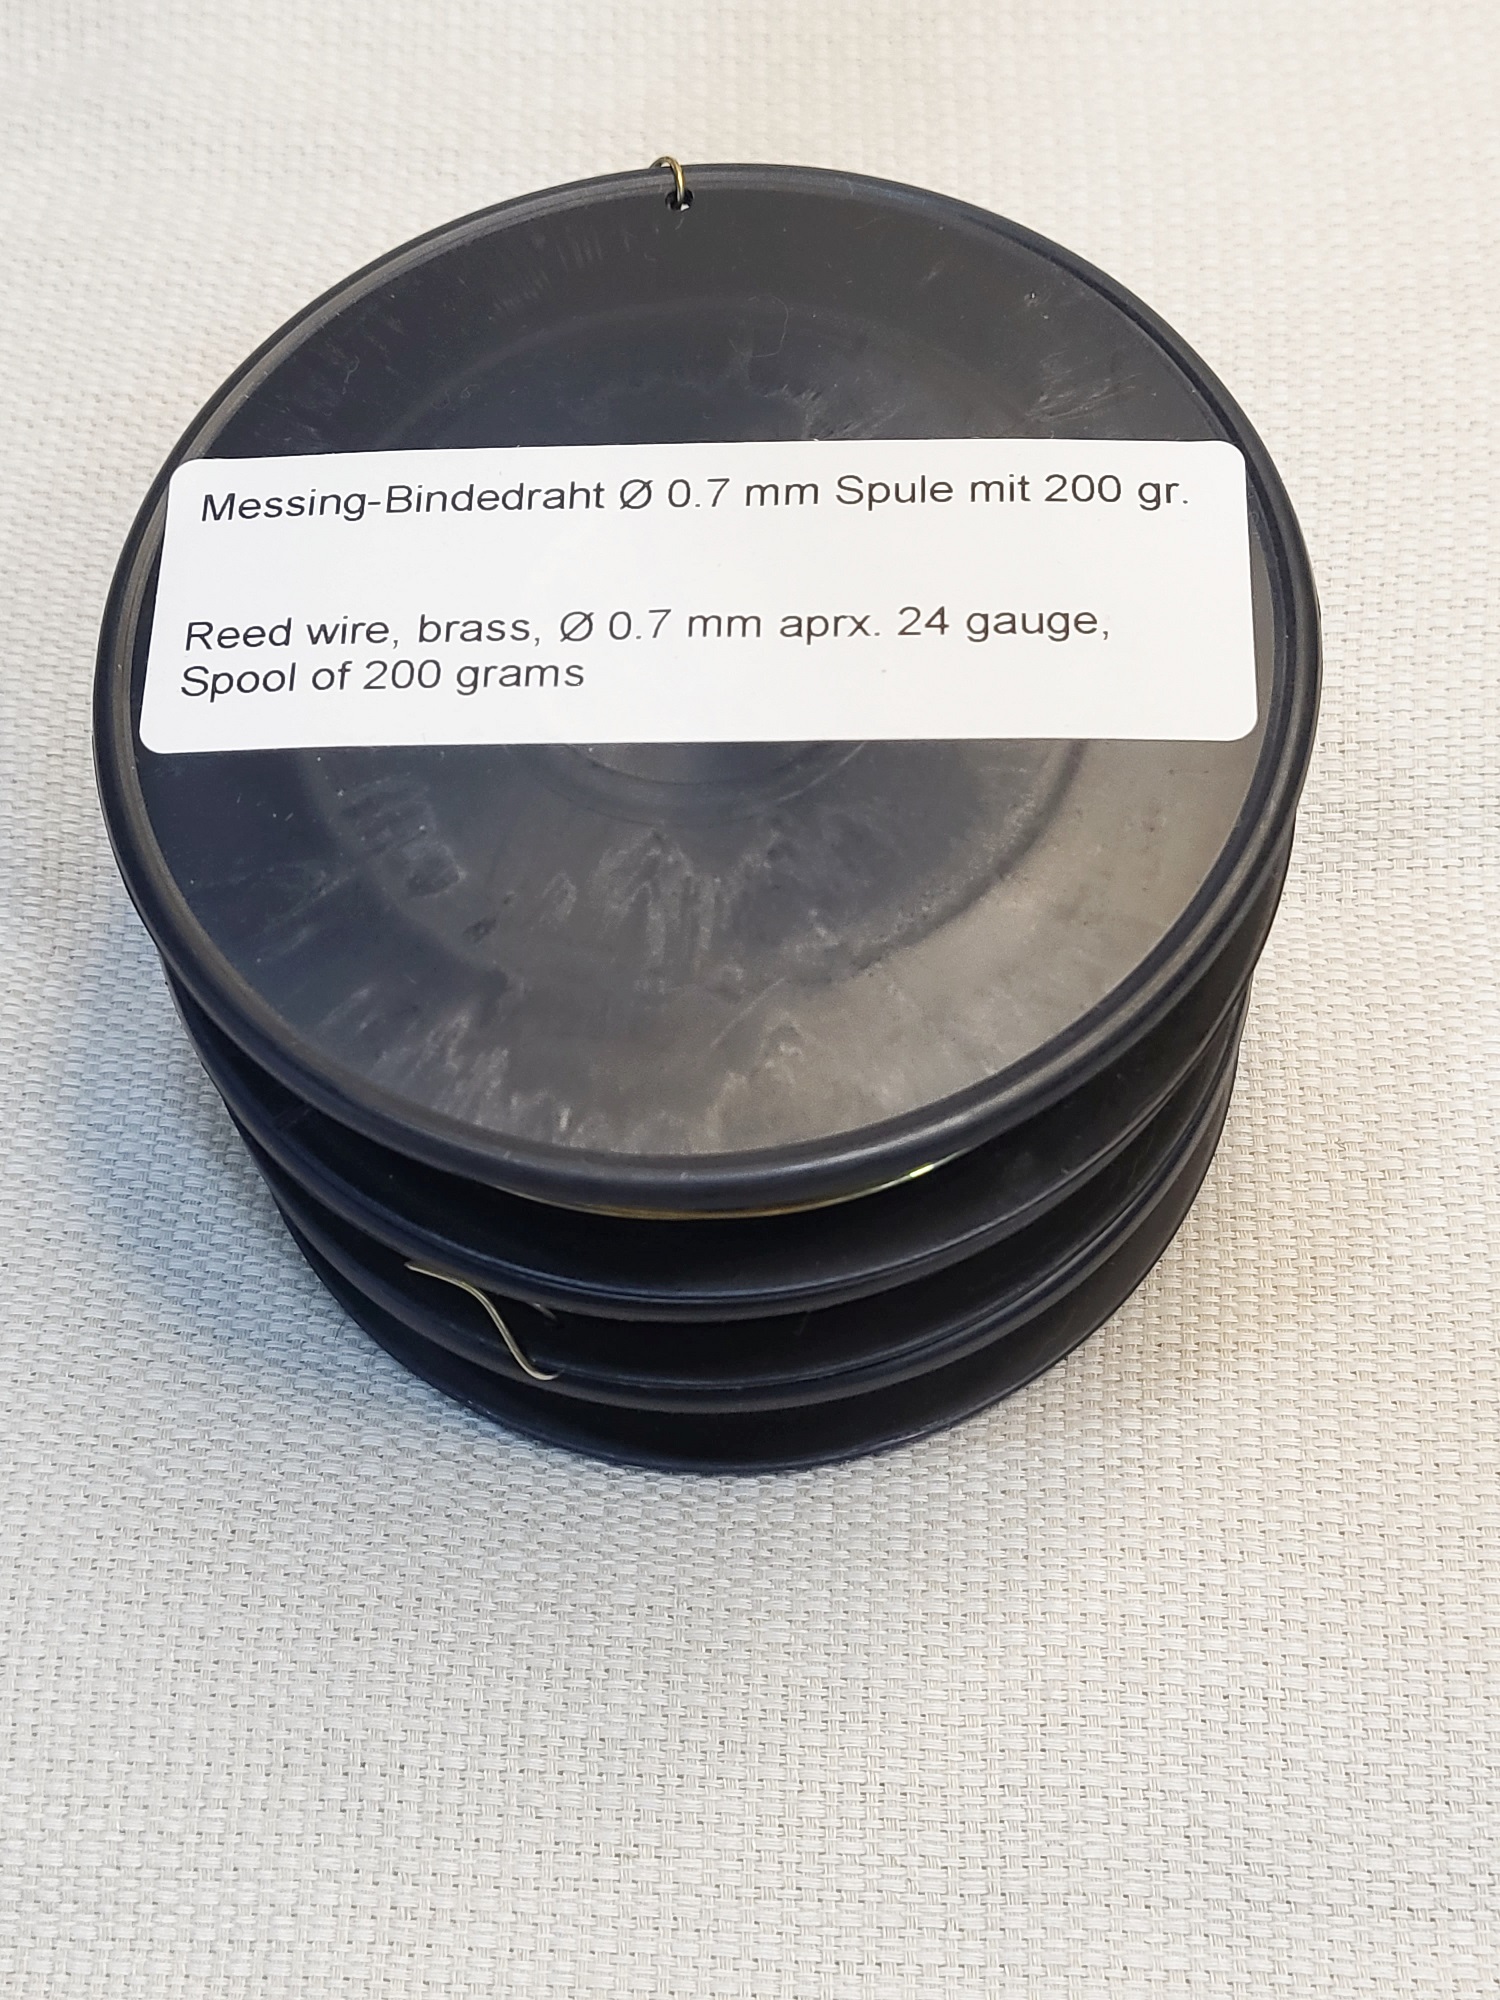 Messing-Bindedraht Ø 0.7 mm Spule mit 200 gr.
Reed wire, brass, Ø 0.7 mm aprx. 24 gauge,
Spool of 200 grams